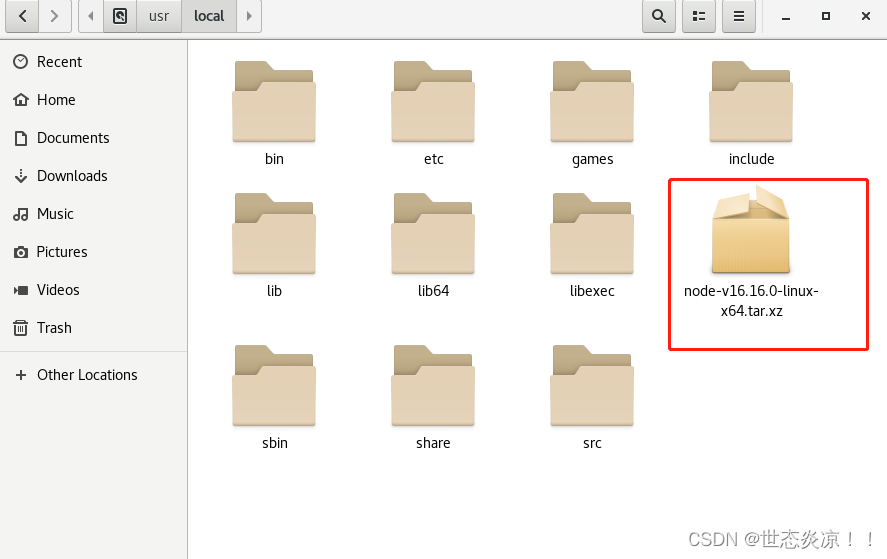 usr local
Recent
Home
Documents
Downloads
Music
Pictures
Videos
Trash
Other Locations
bin etc games include
lib lib64 libexec node-v16.16.0-linux-
x64.tar.xz
sbin share src
CSDN @世态炎凉！！